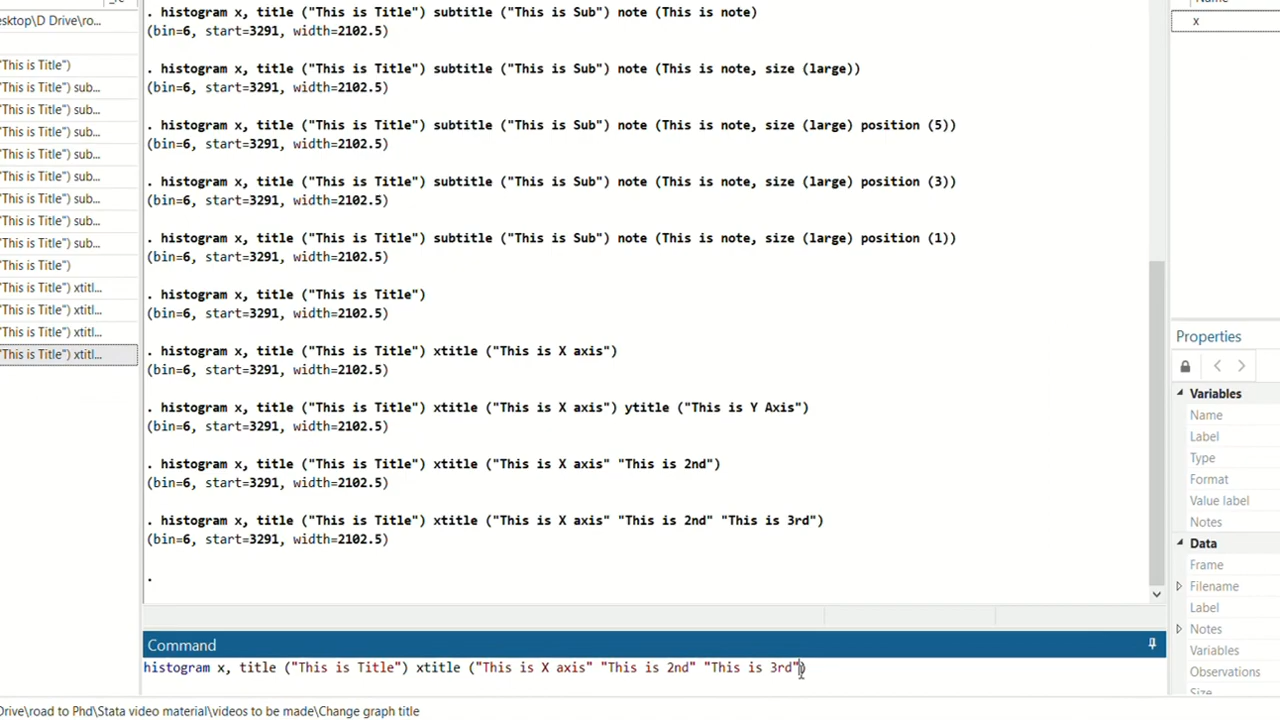 esktop\D Drive\ro...
"This is Title")
"This is Title") sub...
"This is Title") sub...
"This is Title") sub...
"This is Title") sub...
"This is Title") sub...
"This is Title") sub...
"This is Title") sub...
"This is Title") sub...
"This is Title")
"This is Title") xtitl...
"This is Title") xtitl...
"This is Title") xtitl...
"This is Title") xtitl...
. histogram x, title ("This is Title") subtitle ("This is Sub") note (This is note)
(bin=6, start=3291, width=2102.5)
. histogram x, title ("This is Title") subtitle ("This is Sub") note (This is note, size (large))
(bin=6, start=3291, width=2102.5)
. histogram x, title ("This is Title") subtitle ("This is Sub") note (This is note, size (large) position (5))
(bin=6, start=3291, width=2102.5)
. histogram x, title ("This is Title") subtitle ("This is Sub") note (This is note, size (large) position (3))
(bin=6, start=3291, width=2102.5)
. histogram x, title ("This is Title") subtitle ("This is Sub") note (This is note, size (large) position (1))
(bin=6, start=3291, width=2102.5)
. histogram x, title ("This is Title")
(bin=6, start=3291, width=2102.5)
. histogram x, title ("This is Title") xtitle ("This is X axis")
(bin=6, start=3291, width=2102.5)
. histogram x, title ("This is Title") xtitle ("This is X axis") ytitle ("This is Y Axis")
(bin=6, start=3291, width=2102.5)
. histogram x, title ("This is Title") xtitle ("This is X axis" "This is 2nd")
(bin=6, start=3291, width=2102.5)
. histogram x, title ("This is Title") xtitle ("This is X axis" "This is 2nd" "This is 3rd")
(bin=6, start=3291, width=2102.5)
.
Command
histogram x, title ("This is Title") xtitle ("This is X axis" "This is 2nd" "This is 3rd")
Name
x
Properties
Variables
Name
Label
Type
Format
Value label
Notes
Data
Frame
Filename
Label
Notes
Variables
Observations
Size
Drive\road to Phd\Stata video material\videos to be made\Change graph title